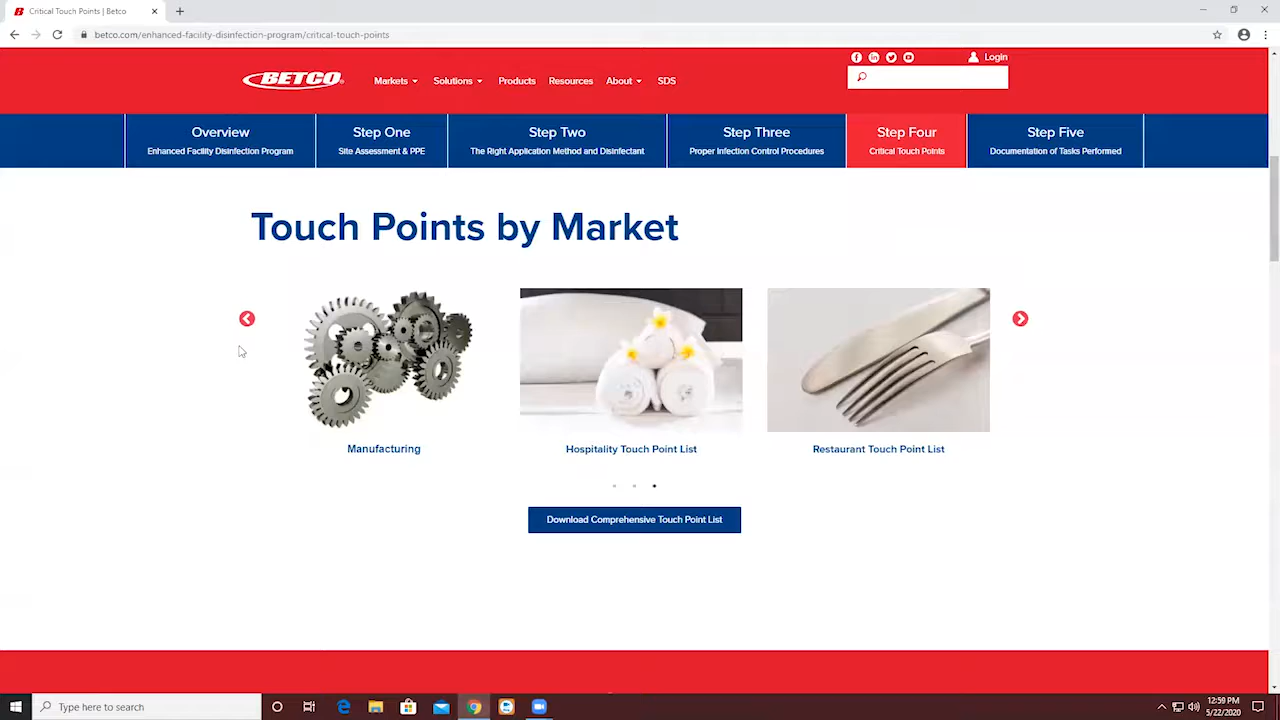 Critical Touch Points | Betco
betco.com/enhanced-facility-disinfection-program/critical-touch-points
BETCO
Markets
Solutions
Products
Resources
About
SDS
Login
Overview
Enhanced Facility Disinfection Program
Step One
Site Assessment & PPE
Step Two
The Right Application Method and Disinfectant
Step Three
Proper Infection Control Procedures
Step Four
Critical Touch Points
Step Five
Documentation of Tasks Performed
Touch Points by Market
Manufacturing
Hospitality Touch Point List
Restaurant Touch Point List
Download Comprehensive Touch Point List
Type here to search
12:59 PM
5/22/2020